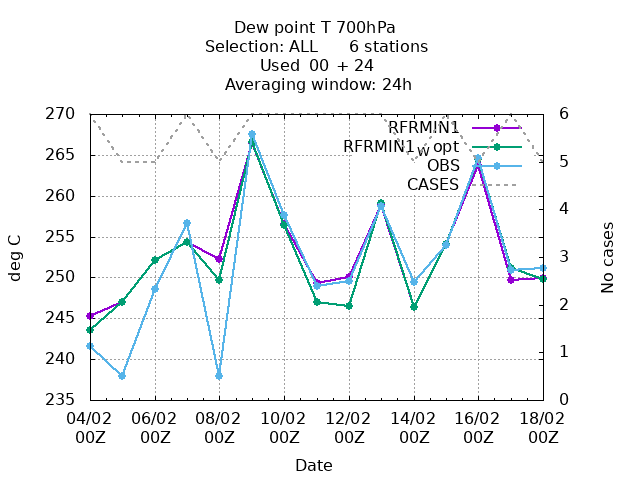 Dew point T 700hPa
Selection: ALL 6 stations
Used 00 + 24
Averaging window: 24h
270 6
RFRMIN1
RFRMIN1_w opt
265 5
OBS
CASES
260 4
255 3
deg C
No cases
250
245 2
240 1
235 0
04/02 06/02 08/02 10/02 12/02 14/02 16/02 18/02
00Z 00Z 00Z 00Z 00Z 00Z 00Z 00Z
Date